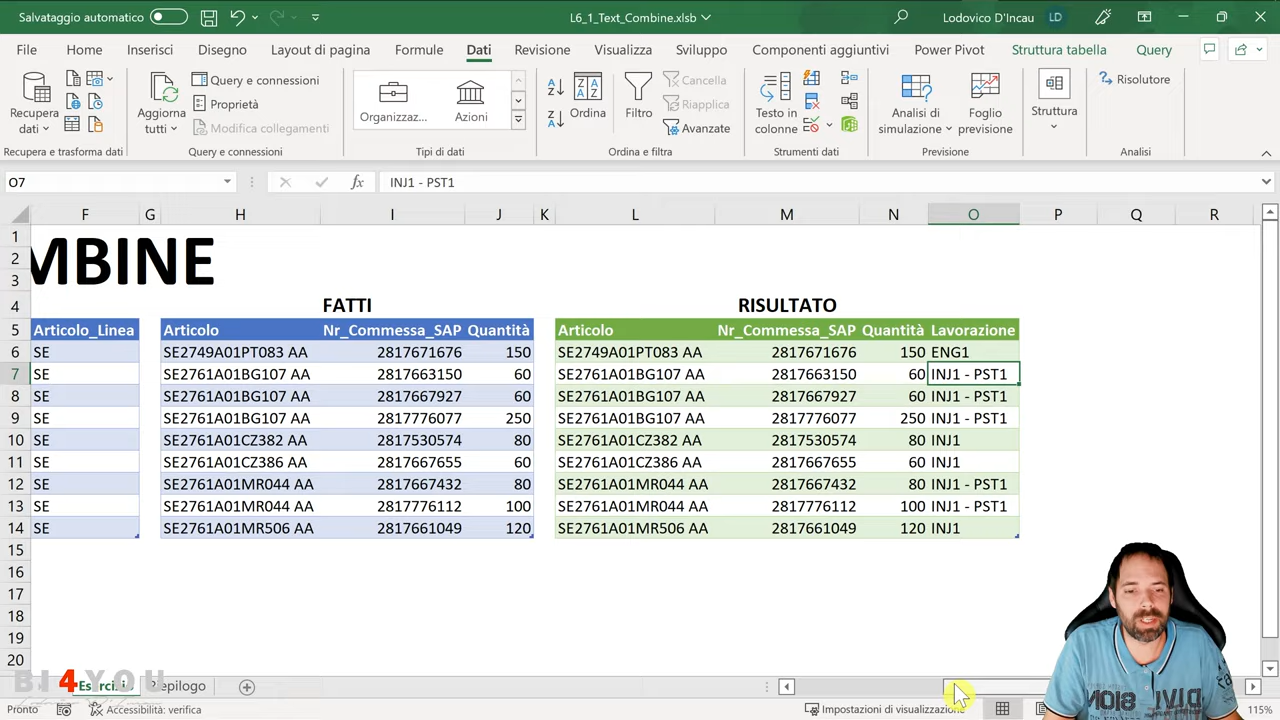 Salvataggio automatico
L6_1_Text_Combine.xlsb
Lodovico D'Incau LD
File Home Inserisci Disegno Layout di pagina Formule Dati Revisione Visualizza Sviluppo Componenti aggiuntivi Power Pivot Struttura tabella Query
Recupera dati
Aggiorna tutti
Query e connessioni
Proprietà
Modifica collegamenti
Organizzaz...
Azioni
Ordina
Filtro
Cancella
Riapplica
Avanzate
Testo in colonne
Analisi di simulazione
Foglio previsione
Struttura
Risolutore
Recupera e trasforma dati Query e connessioni Tipi di dati Ordina e filtra Strumenti dati Previsione Analisi
O7 fx INJ1 - PST1
F G H I J K L M N O P Q R
1
2 MBINE
3
4 FATTI RISULTATO
5 Articolo_Linea Articolo Nr_Commessa_SAP Quantità Articolo Nr_Commessa_SAP Quantità Lavorazione
6 SE SE2749A01PT083 AA 2817671676 150 SE2749A01PT083 AA 2817671676 150 ENG1
7 SE SE2761A01BG107 AA 2817663150 60 SE2761A01BG107 AA 2817663150 60 INJ1 - PST1
8 SE SE2761A01BG107 AA 2817667927 60 SE2761A01BG107 AA 2817667927 60 INJ1 - PST1
9 SE SE2761A01BG107 AA 2817776077 250 SE2761A01BG107 AA 2817776077 250 INJ1 - PST1
10 SE SE2761A01CZ382 AA 2817530574 80 SE2761A01CZ382 AA 2817530574 80 INJ1
11 SE SE2761A01CZ386 AA 2817667655 60 SE2761A01CZ386 AA 2817667655 60 INJ1
12 SE SE2761A01MR044 AA 2817667432 80 SE2761A01MR044 AA 2817667432 80 INJ1 - PST1
13 SE SE2761A01MR044 AA 2817776112 100 SE2761A01MR044 AA 2817776112 100 INJ1 - PST1
14 SE SE2761A01MR506 AA 2817661049 120 SE2761A01MR506 AA 2817661049 120 INJ1
15
16
17
18
19
20
BI4YOU
Pronto Accessibilità: verifica Impostazioni di visualizzazione 115%